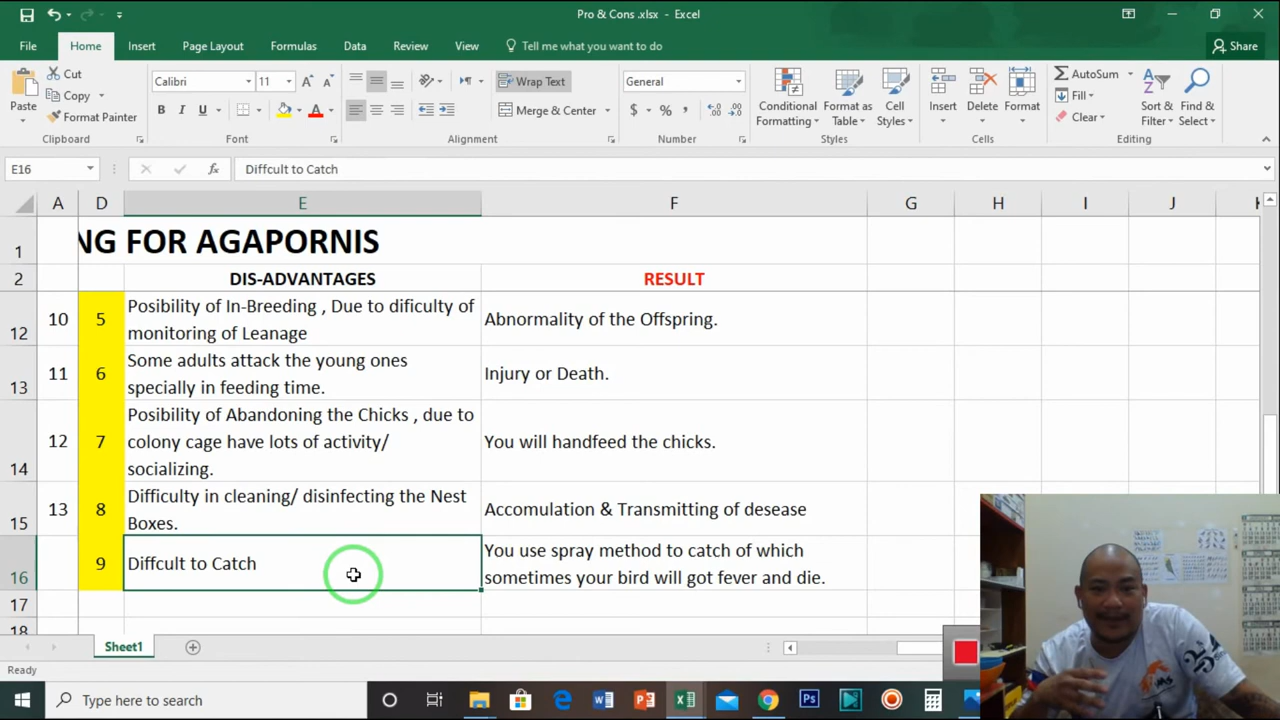 Pro & Cons .xlsx - Excel
File Home Insert Page Layout Formulas Data Review View Tell me what you want to do Share
Paste Cut Copy Format Painter Clipboard
Calibri 11 B I U A Font
Wrap Text Merge & Center Alignment
General $ % , Number
Conditional Formatting Format as Table Cell Styles Styles
Insert Delete Format Cells
AutoSum Fill Clear Sort & Filter Find & Select Editing
E16 fx Diffcult to Catch
A D E F G H I J
1 NG FOR AGAPORNIS
2 DIS-ADVANTAGES RESULT
12 10 5 Posibility of In-Breeding , Due to dificulty of
monitoring of Leanage
Abnormality of the Offspring.
13 11 6 Some adults attack the young ones
specially in feeding time.
Injury or Death.
14 12 7 Posibility of Abandoning the Chicks , due to
colony cage have lots of activity/
socializing.
You will handfeed the chicks.
15 13 8 Difficulty in cleaning/ disinfecting the Nest
Boxes.
Accomulation & Transmitting of desease
16 9 Diffcult to Catch
You use spray method to catch of which
sometimes your bird will got fever and die.
17
18
Sheet1
Ready
Type here to search